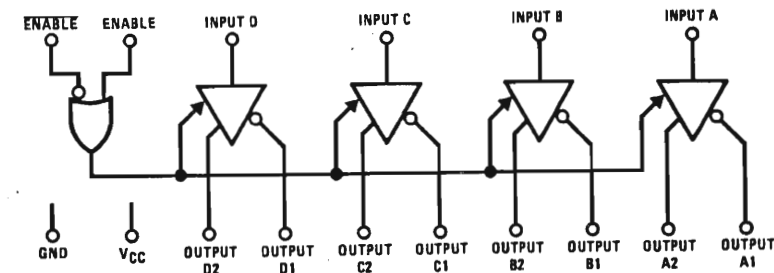 ENABLE ENABLE INPUT D INPUT C INPUT B INPUT A
GND VCC OUTPUT D2 OUTPUT D1 OUTPUT C2 OUTPUT C1 OUTPUT B2 OUTPUT B1 OUTPUT A2 OUTPUT A1